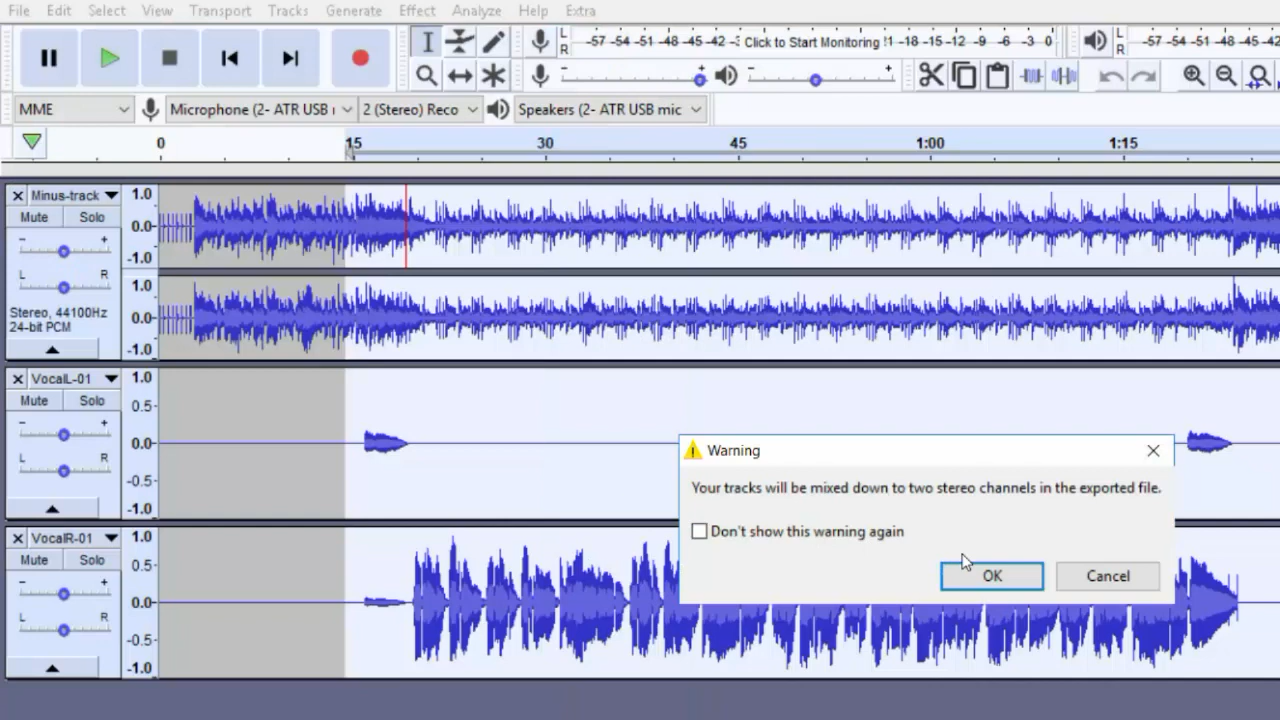 File Edit Select View Transport Tracks Generate Effect Analyze Help Extra
L R -57 -54 -51 -48 -45 -42 Click to Start Monitoring -18 -15 -12 -9 -6 -3 0 L R -57 -54 -51 -48 -45 -42
- + - +
MME Microphone (2- ATR USB 2 (Stereo) Reco Speakers (2- ATR USB mic
0 15 30 45 1:00 1:15
Minus-track 1.0
Mute Solo
- + 0.0
L R -1.0
1.0
Stereo, 44100Hz 0.0
24-bit PCM
-1.0
VocalL-01 1.0
Mute Solo 0.5
- + 0.0
L R -0.5
-1.0
Warning
Your tracks will be mixed down to two stereo channels in the exported file.
Don't show this warning again
OK Cancel
VocalR-01 1.0
Mute Solo 0.5
- + 0.0
L R -0.5
-1.0